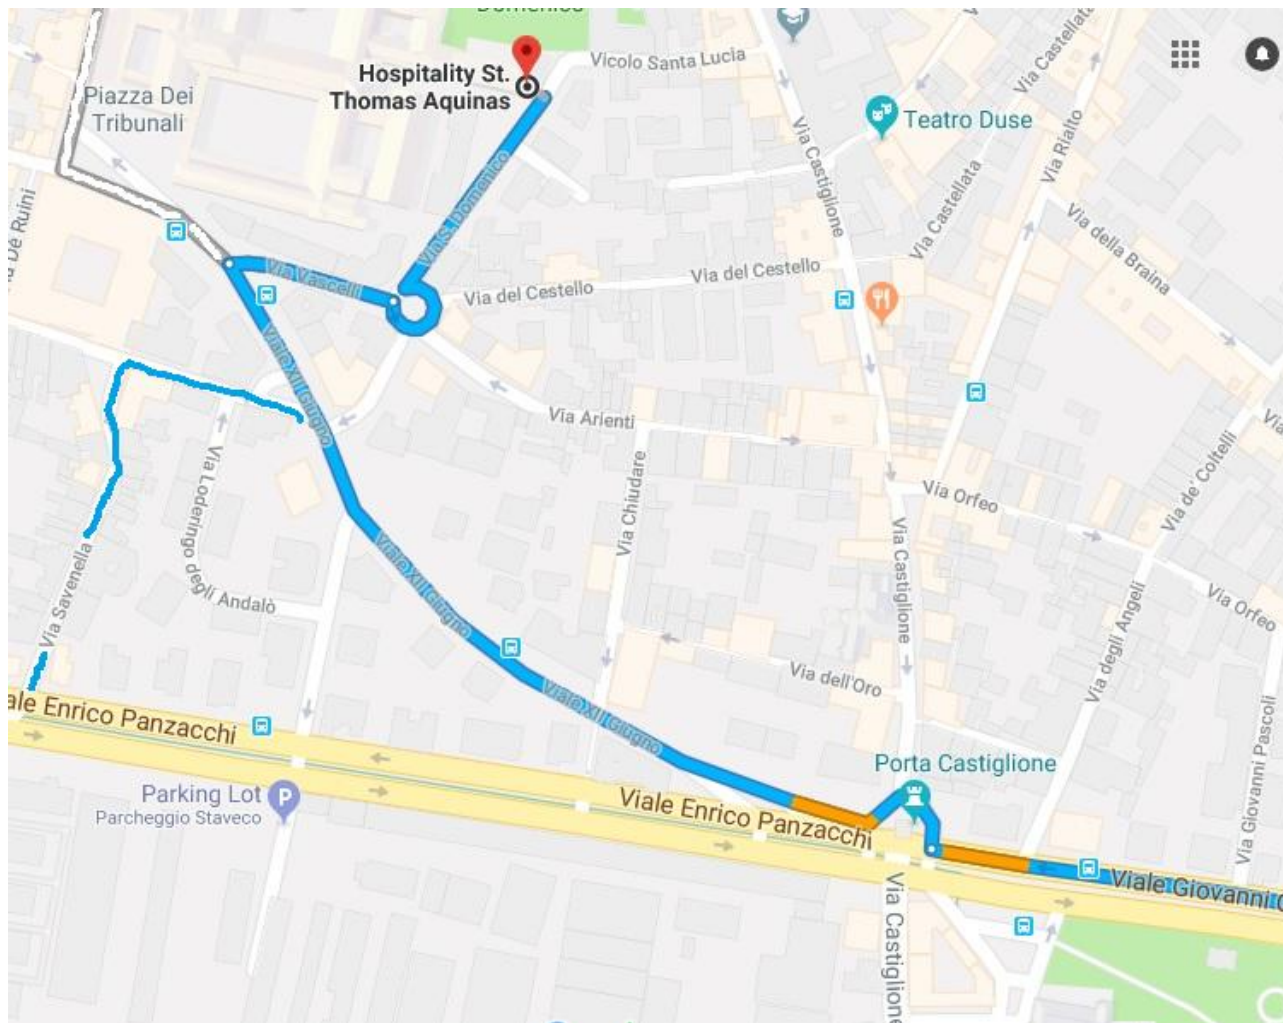 Domenico
Vicolo Santa Lucia
Hospitality St.
Thomas Aquinas
Piazza Dei
Tribunali
Via Castellata
Teatro Duse
Via Castiglione
Via Rialto
Via S. Domenico
Via Castellata
De Ruini
Via della Braina
Via Vascelli
Via del Cestello
Via del Cestello
Viale XII Giugno
Via Arienti
Via Loderingo degli Andalò
Via Chiudare
Via Orfeo
Via de' Coltelli
Via Savenella
Viale XII Giugno
Via Castiglione
Via Orfeo
Via degli Angeli
Via dell'Oro
Viale XII Giugno
ale Enrico Panzacchi
Via Giovanni Pascoli
Porta Castiglione
Parking Lot
P
Parcheggio Staveco
Viale Enrico Panzacchi
Viale Giovanni G
Via Castiglione